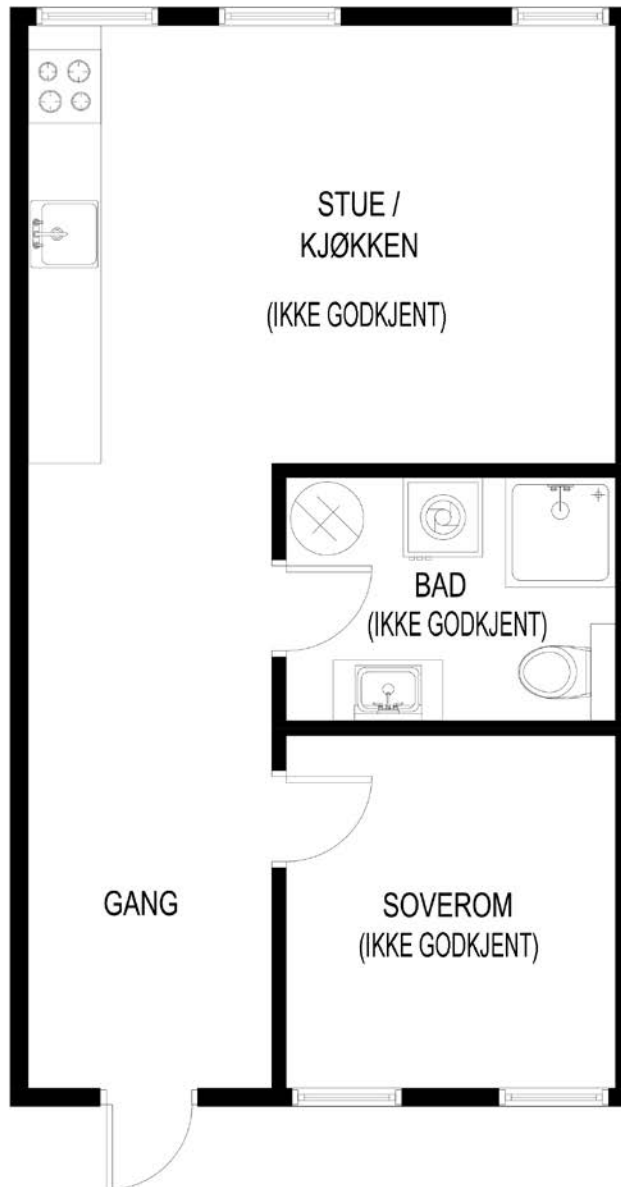 STUE /
KJØKKEN
(IKKE GODKJENT)
BAD
(IKKE GODKJENT)
GANG
SOVEROM
(IKKE GODKJENT)